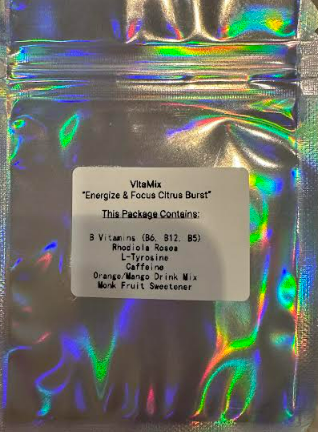 VitaMix
"Energize & Focus Citrus Burst"
This Package Contains:
B Vitamins (B6, B12, B5)
Rhodiola Rosea
L-Tyrosine
Caffeine
Orange/Mango Drink Mix
Monk Fruit Sweetener